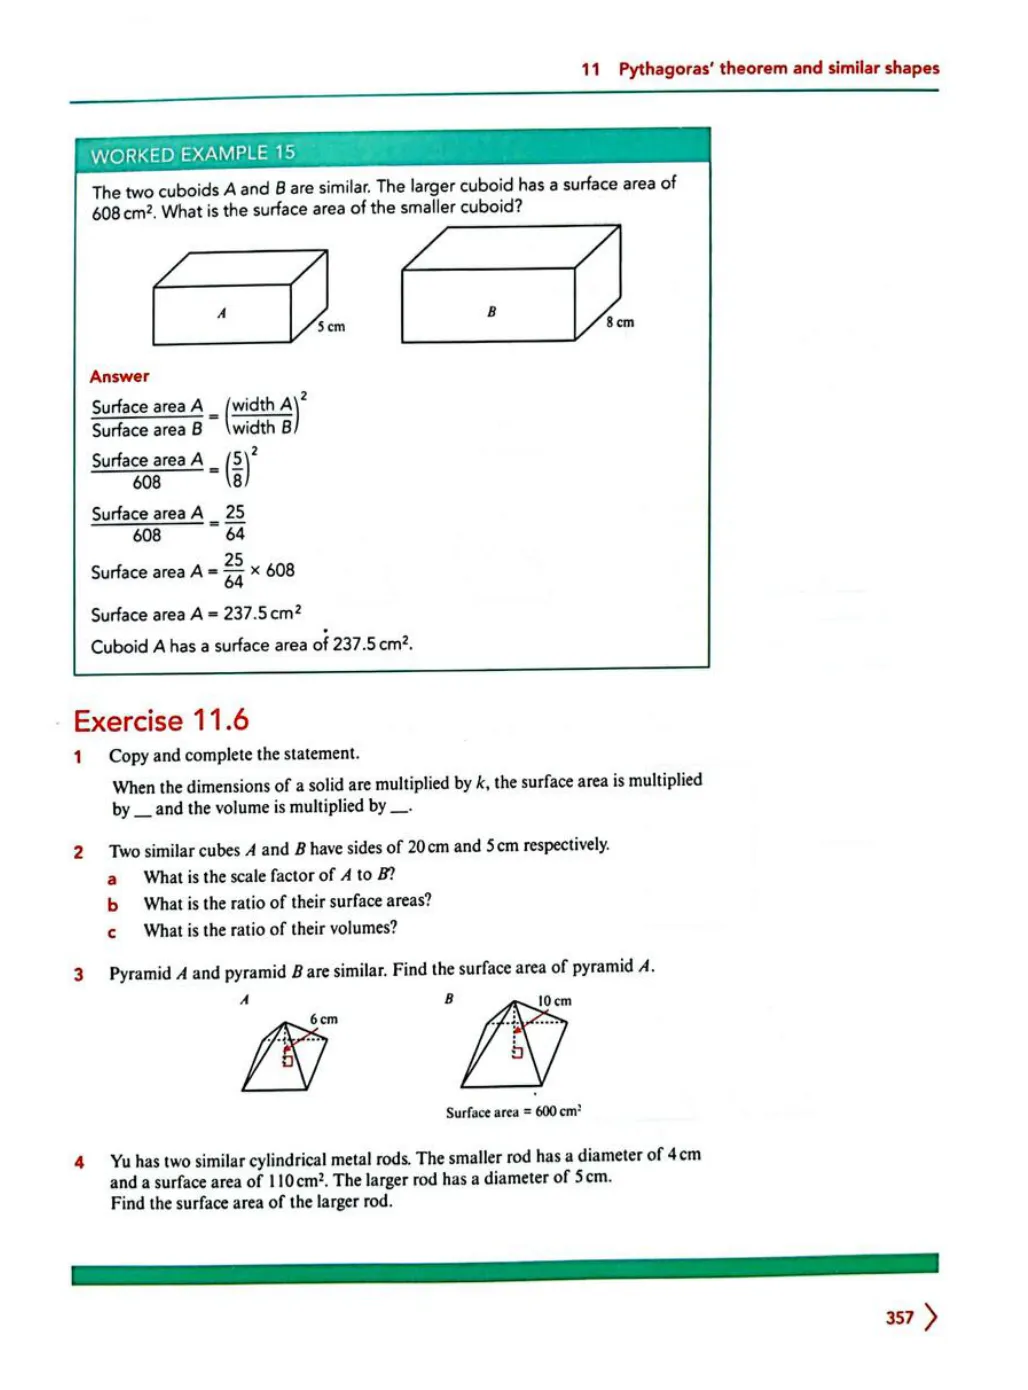 11 Pythagoras' theorem and similar shapes
WORKED EXAMPLE 15
The two cuboids A and B are similar. The larger cuboid has a surface area of
608 cm². What is the surface area of the smaller cuboid?
A
5 cm
B
8 cm
Answer
Surface area A / Surface area B = (width A / width B)²
Surface area A / 608 = (5/8)²
Surface area A / 608 = 25/64
Surface area A = 25/64 × 608
Surface area A = 237.5 cm²
Cuboid A has a surface area of 237.5 cm².
Exercise 11.6
1 Copy and complete the statement.
When the dimensions of a solid are multiplied by k, the surface area is multiplied
by __ and the volume is multiplied by __.
2 Two similar cubes A and B have sides of 20 cm and 5 cm respectively.
a What is the scale factor of A to B?
b What is the ratio of their surface areas?
c What is the ratio of their volumes?
3 Pyramid A and pyramid B are similar. Find the surface area of pyramid A.
A
6 cm
B
10 cm
Surface area = 600 cm²
4 Yu has two similar cylindrical metal rods. The smaller rod has a diameter of 4 cm
and a surface area of 110 cm². The larger rod has a diameter of 5 cm.
Find the surface area of the larger rod.
357 〉